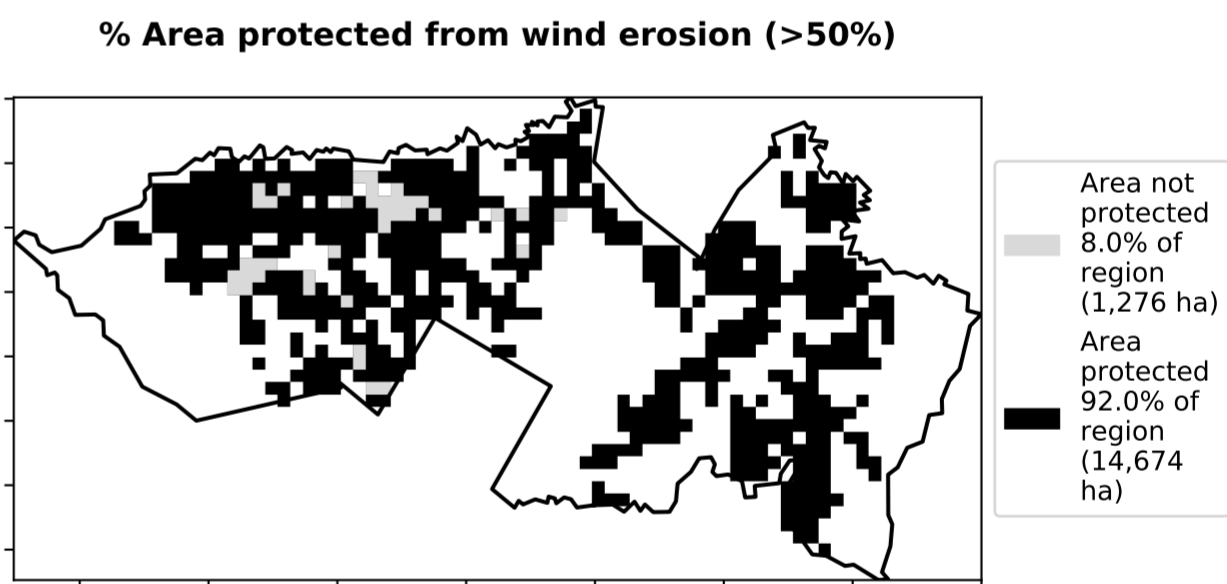 % Area protected from wind erosion (>50%)
Area not
protected
8.0% of
region
(1,276 ha)
Area
protected
92.0% of
region
(14,674
ha)